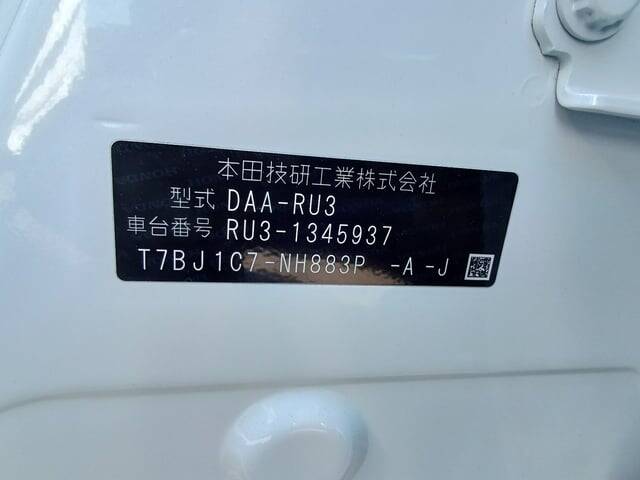 本田技研工業株式会社
型式 DAA-RU3
車台番号 RU3-1345937
T7BJ1C7-NH883P -A -J